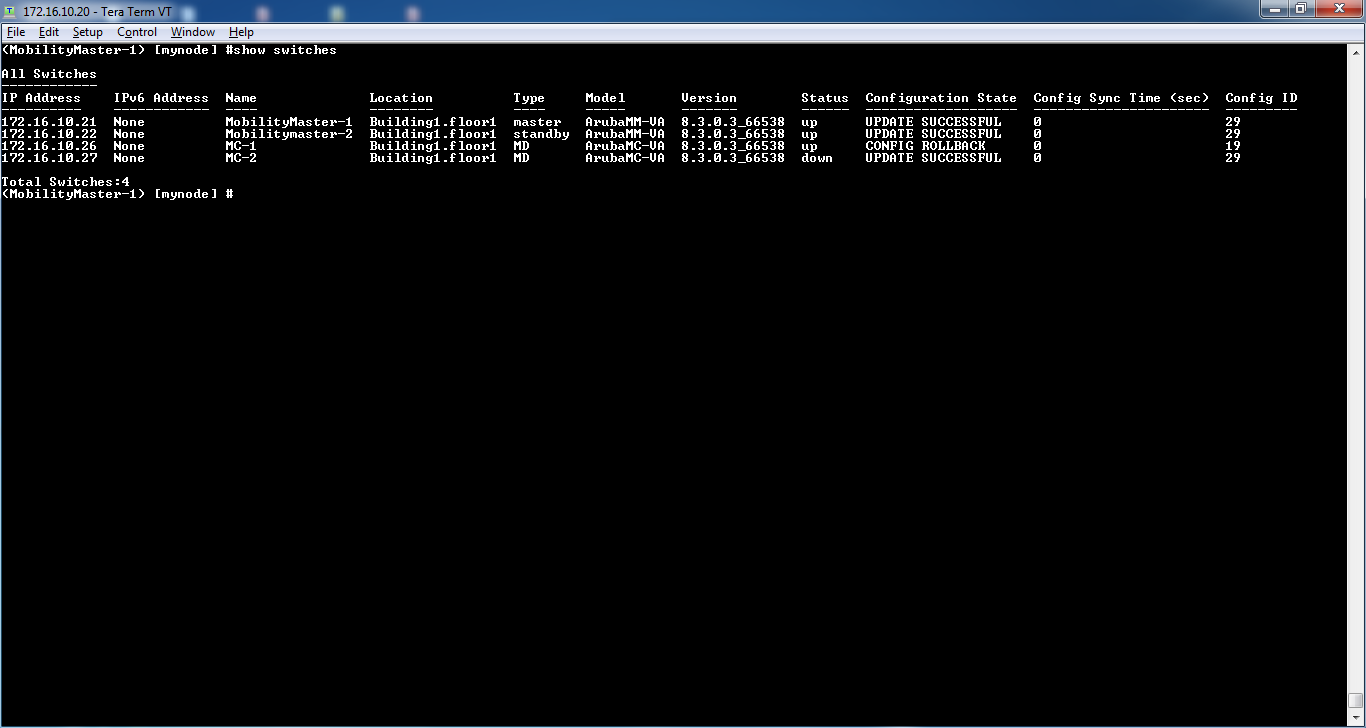 172.16.10.20 - Tera Term VT
File Edit Setup Control Window Help
(MobilityMaster-1) [mynode] #show switches
All Switches
------------
IP Address IPv6 Address Name Location Type Model Version Status Configuration State Config Sync Time (sec) Config ID
---------- ------------ ---- -------- ---- ----- ------- ------ ------------------- ---------------------- ---------
172.16.10.21 None MobilityMaster-1 Building1.floor1 master ArubaMM-VA 8.3.0.3_66538 up UPDATE SUCCESSFUL 0 29
172.16.10.22 None Mobilitymaster-2 Building1.floor1 standby ArubaMM-VA 8.3.0.3_66538 up UPDATE SUCCESSFUL 0 29
172.16.10.26 None MC-1 Building1.floor1 MD ArubaMC-VA 8.3.0.3_66538 up CONFIG ROLLBACK 0 19
172.16.10.27 None MC-2 Building1.floor1 MD ArubaMC-VA 8.3.0.3_66538 down UPDATE SUCCESSFUL 0 29
Total Switches:4
(MobilityMaster-1) [mynode] #